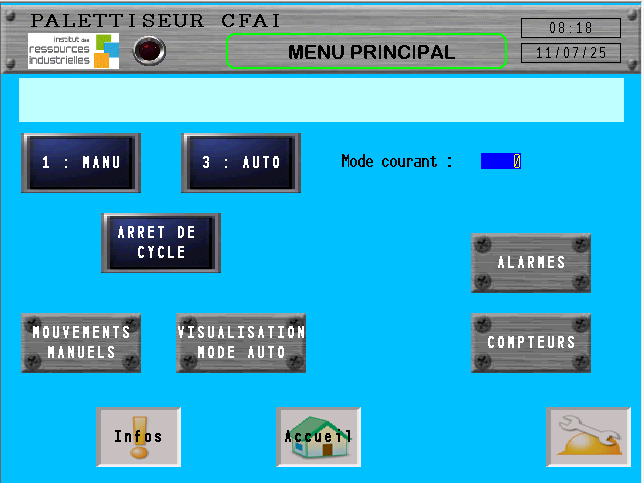 PALETTISEUR CFAI
08:18
institut des
ressources
industrielles
MENU PRINCIPAL
11/07/25
1 : MANU
3 : AUTO
Mode courant :
0
ARRET DE
CYCLE
ALARMES
MOUVEMENTS
MANUELS
VISUALISATION
MODE AUTO
COMPTEURS
Infos
Accueil